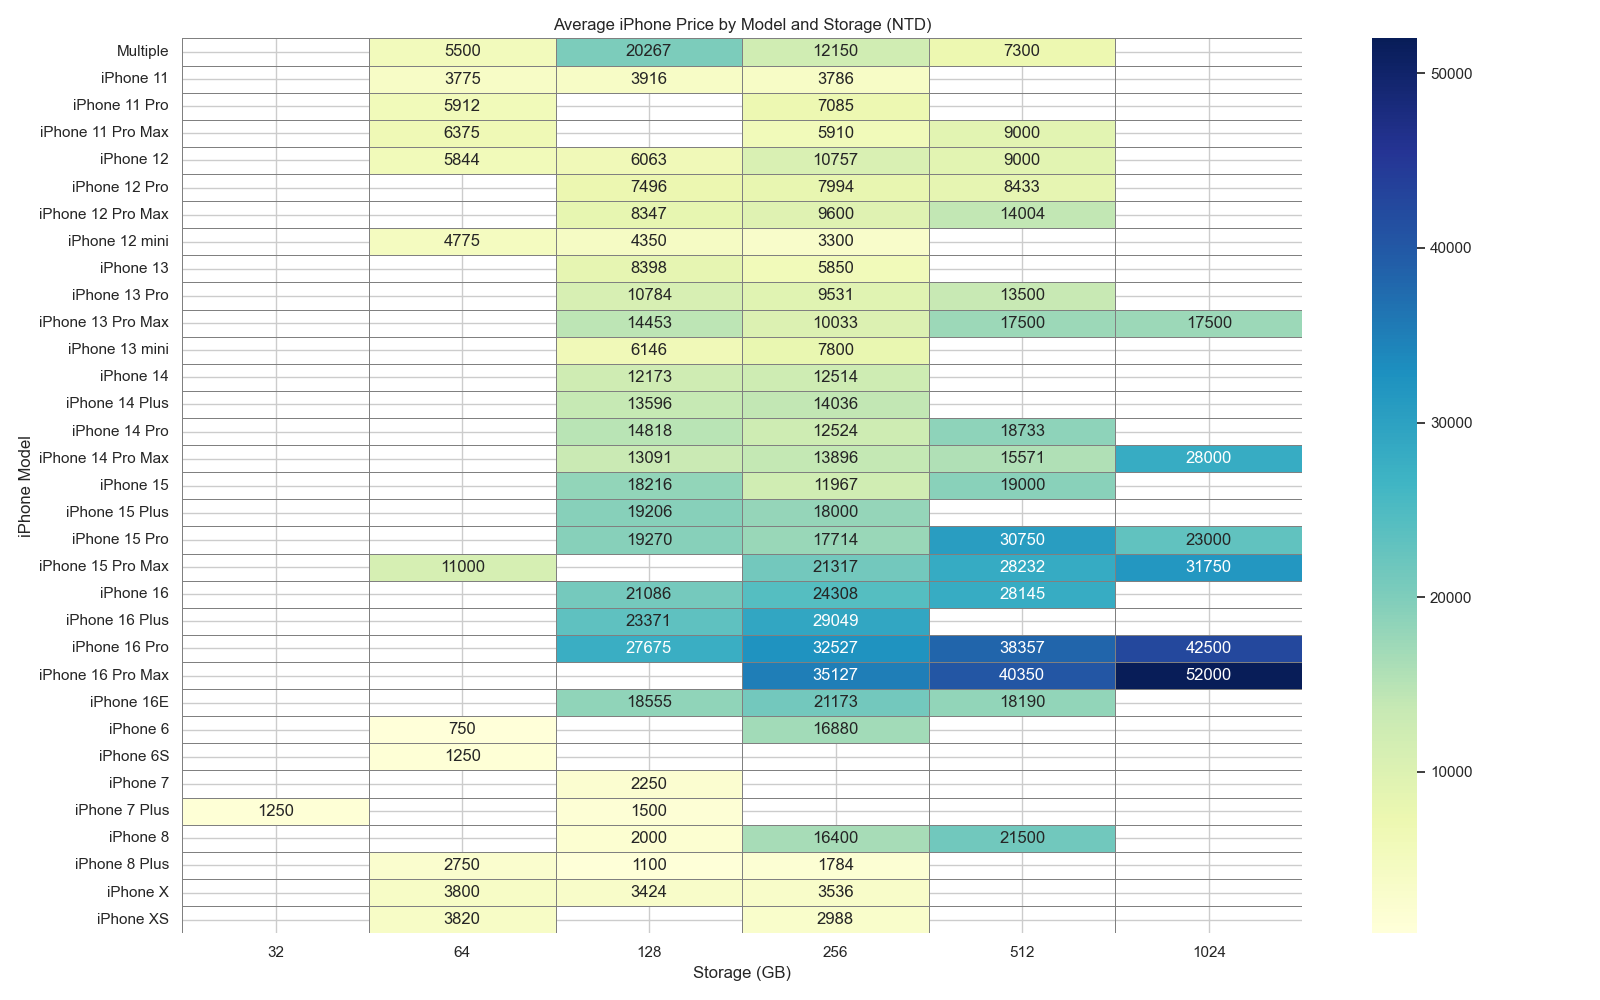 Average iPhone Price by Model and Storage (NTD)
Multiple 5500 20267 12150 7300
iPhone 11 3775 3916 3786
iPhone 11 Pro 5912 7085
iPhone 11 Pro Max 6375 5910 9000
iPhone 12 5844 6063 10757 9000
iPhone 12 Pro 7496 7994 8433
iPhone 12 Pro Max 8347 9600 14004
iPhone 12 mini 4775 4350 3300
iPhone 13 8398 5850
iPhone 13 Pro 10784 9531 13500
iPhone 13 Pro Max 14453 10033 17500 17500
iPhone 13 mini 6146 7800
iPhone 14 12173 12514
iPhone 14 Plus 13596 14036
iPhone 14 Pro 14818 12524 18733
iPhone 14 Pro Max 13091 13896 15571 28000
iPhone 15 18216 11967 19000
iPhone 15 Plus 19206 18000
iPhone 15 Pro 19270 17714 30750 23000
iPhone 15 Pro Max 11000 21317 28232 31750
iPhone 16 21086 24308 28145
iPhone 16 Plus 23371 29049
iPhone 16 Pro 27675 32527 38357 42500
iPhone 16 Pro Max 35127 40350 52000
iPhone 16E 18555 21173 18190
iPhone 6 750 16880
iPhone 6S 1250
iPhone 7 2250
iPhone 7 Plus 1250 1500
iPhone 8 2000 16400 21500
iPhone 8 Plus 2750 1100 1784
iPhone X 3800 3424 3536
iPhone XS 3820 2988
32 64 128 256 512 1024
Storage (GB)
iPhone Model
50000
40000
30000
20000
10000